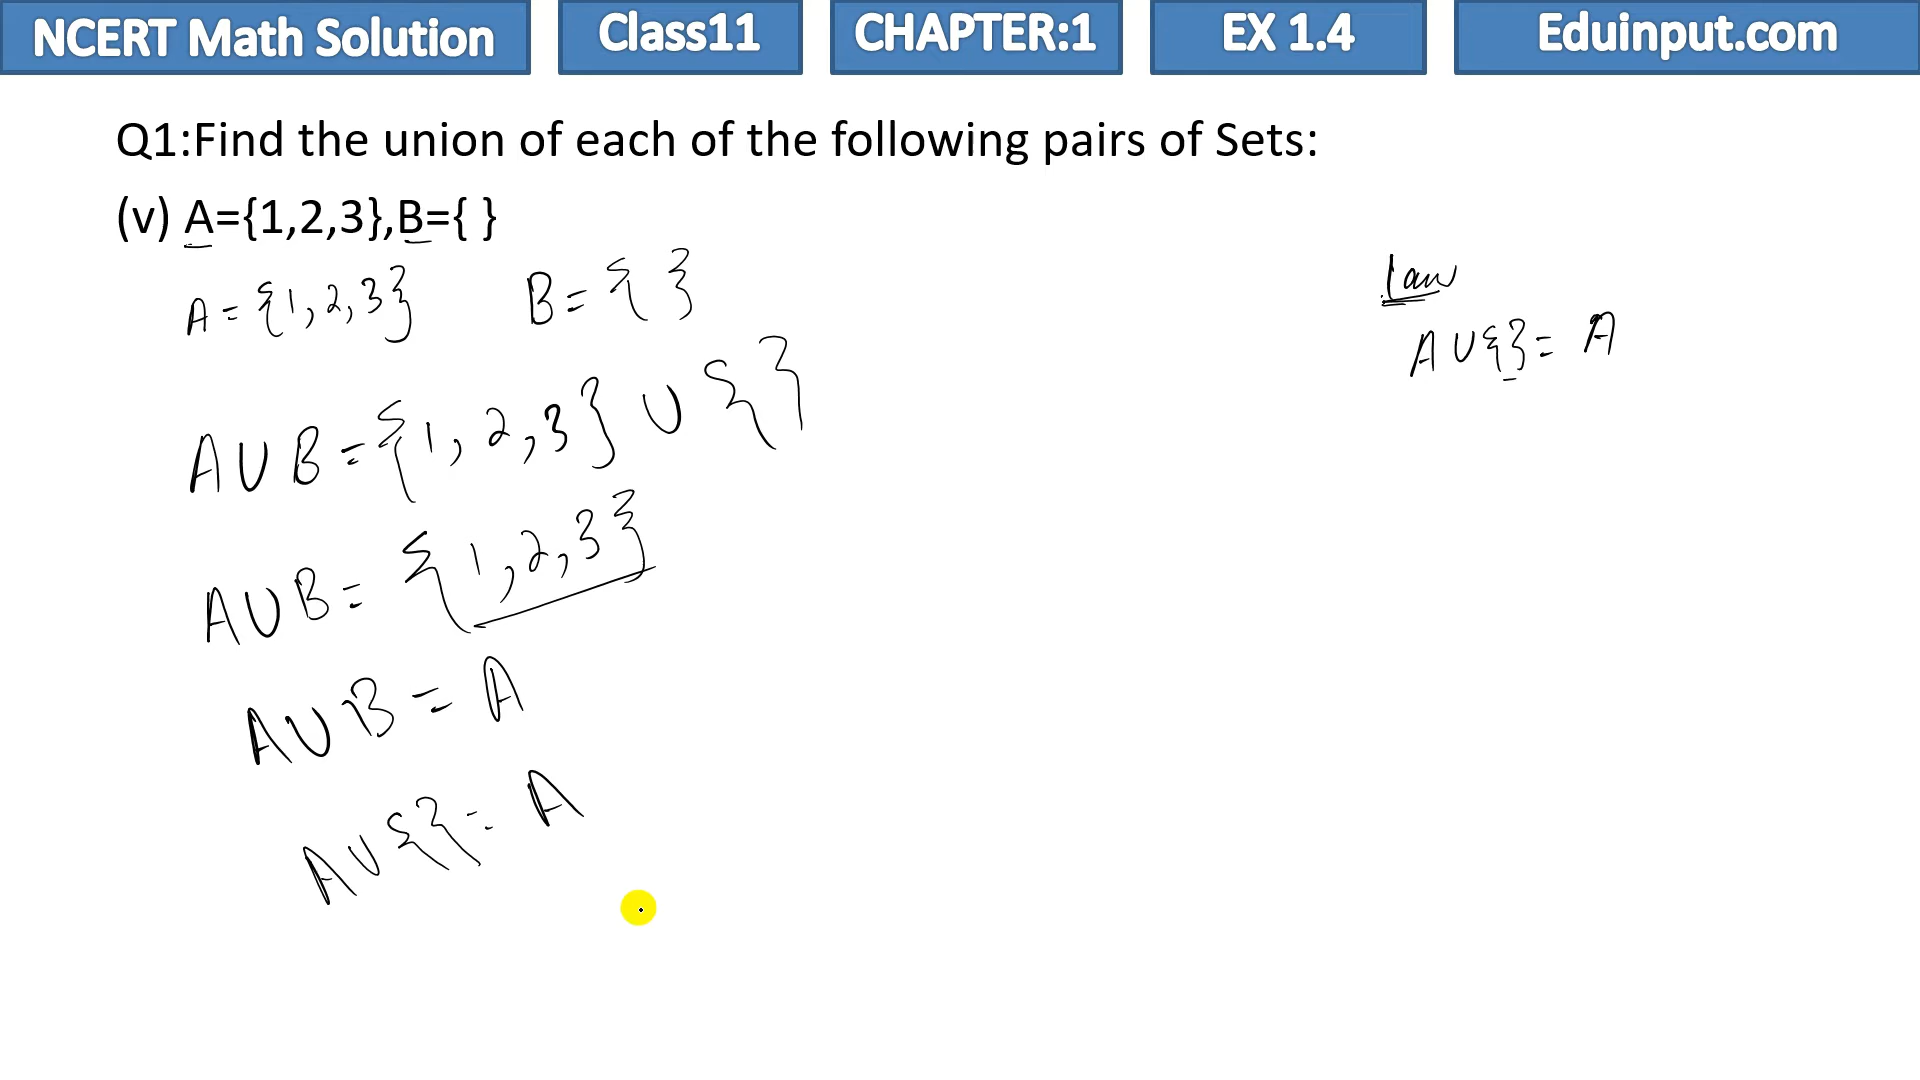 NCERT Math Solution Class11 CHAPTER:1 EX 1.4 Eduinput.com
Q1:Find the union of each of the following pairs of Sets:
(v) A={1,2,3},B={ }
A = {1, 2, 3} B = { }
Law
A ∪ {} = A
A ∪ B = {1, 2, 3} ∪ { }
A ∪ B = {1, 2, 3}
A ∪ B = A
A ∪ {} = A